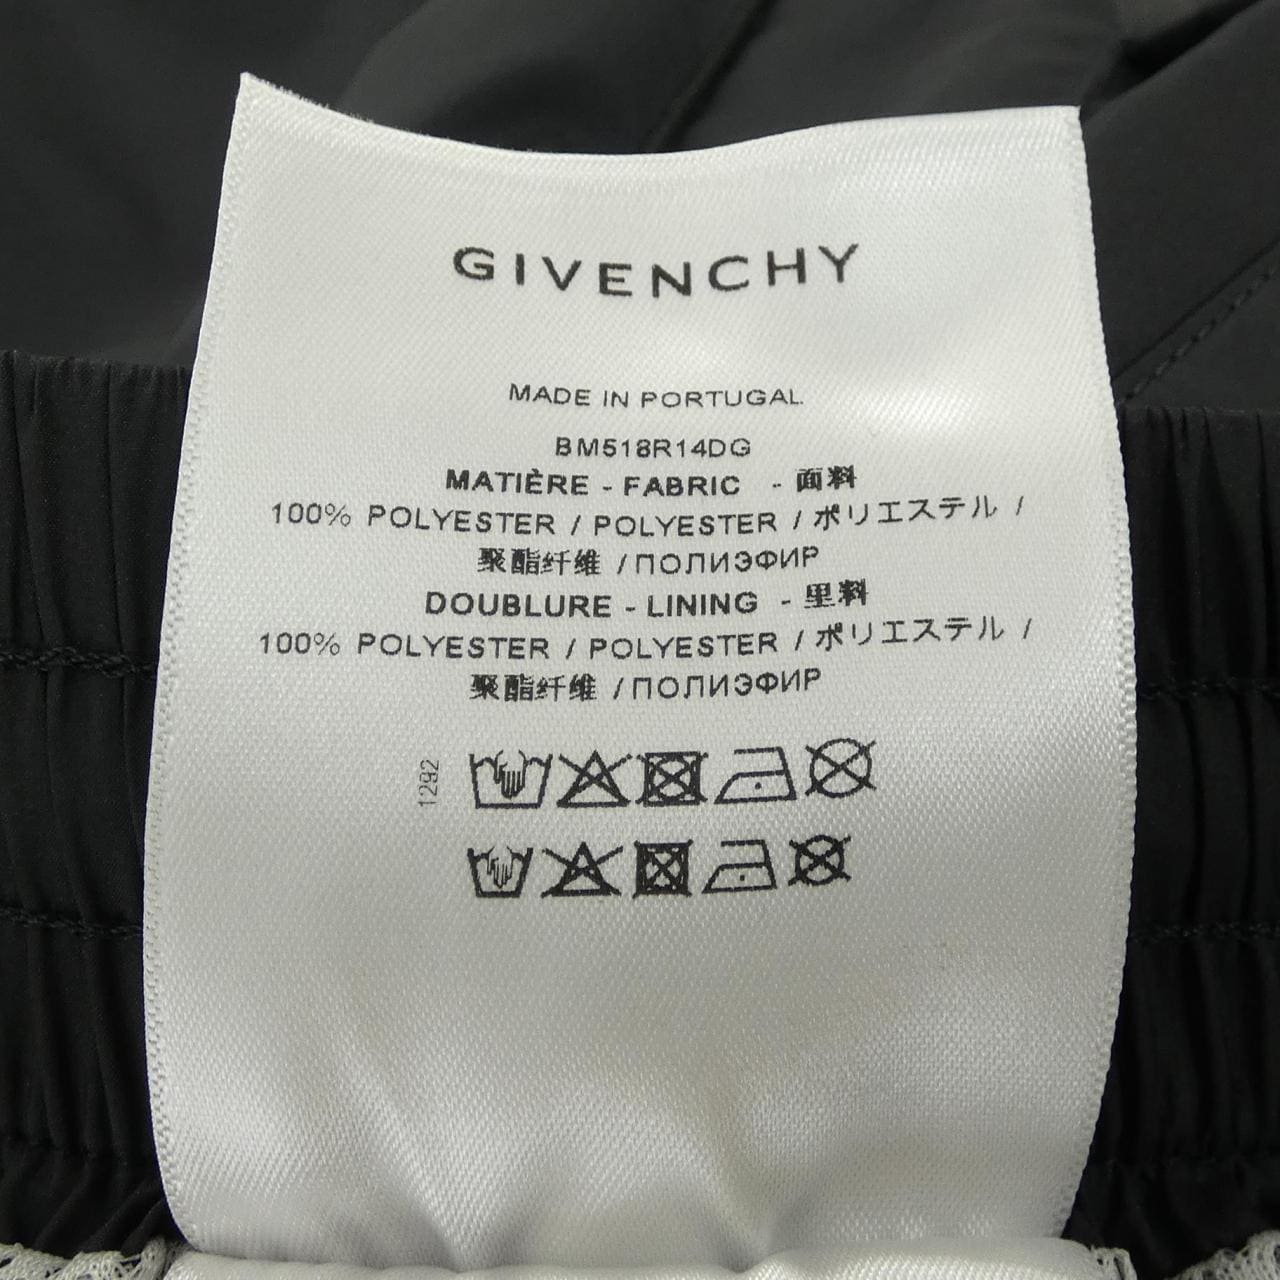 GIVENCHY
MADE IN PORTUGAL
BM518R14DG
MATIÈRE - FABRIC - 面料
100% POLYESTER / POLYESTER / ポリエステル /
聚酯纤维 / ПОЛИЭФИР
DOUBLURE - LINING - 里料
100% POLYESTER / POLYESTER / ポリエステル /
聚酯纤维 / ПОЛИЭФИР
1292